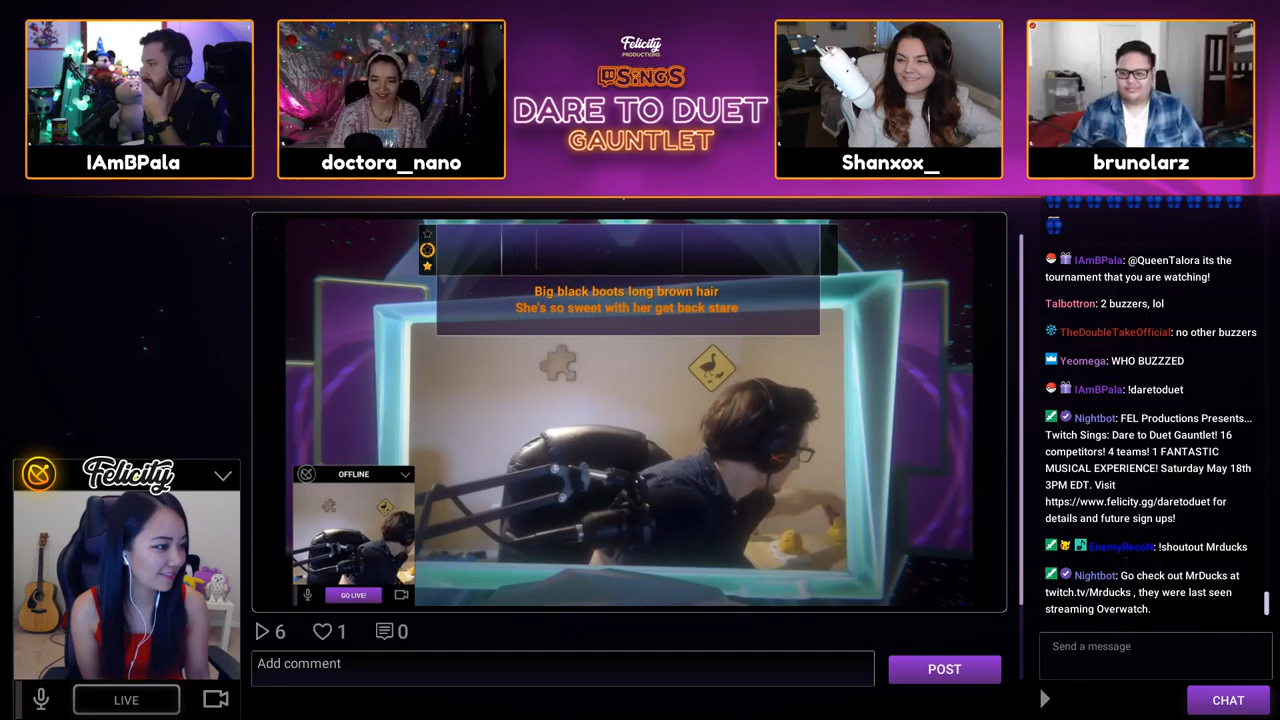 IAmBPala
doctora__nano
Felicity
PRODUCTIONS
SINGS
DARE TO DUET
GAUNTLET
Shanxox_
brunolarz
Big black boots long brown hair
She's so sweet with her get back stare
OFFLINE
GO LIVE!
6
1
0
Add comment
POST
Felicity
LIVE
IAmBPala: @QueenTalora its the
tournament that you are watching!
Talbottron: 2 buzzers, lol
TheDoubleTakeOfficial: no other buzzers
Yeomega: WHO BUZZZED
IAmBPala: !daretoduet
Nightbot: FEL Productions Presents...
Twitch Sings: Dare to Duet Gauntlet! 16
competitors! 4 teams! 1 FANTASTIC
MUSICAL EXPERIENCE! Saturday May 18th
3PM EDT. Visit
https://www.felicity.gg/daretoduet for
details and future sign ups!
EnemyRecoN: !shoutout Mrducks
Nightbot: Go check out MrDucks at
twitch.tv/Mrducks , they were last seen
streaming Overwatch.
Send a message
CHAT